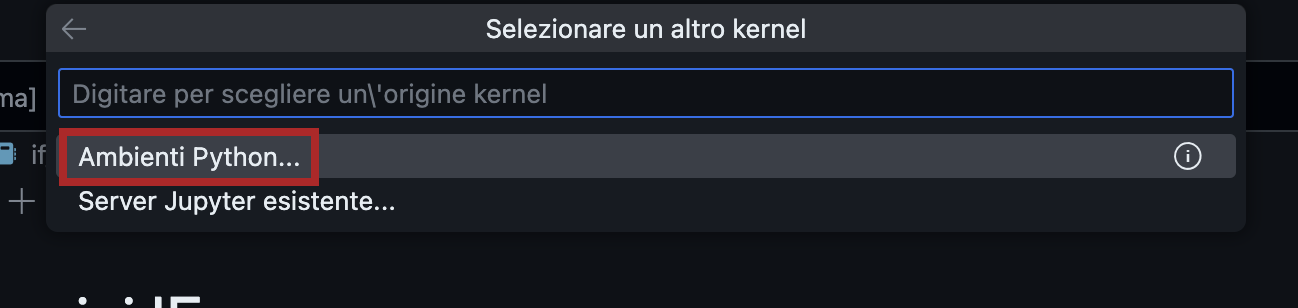 Selezionare un altro kernel
Digitare per scegliere un\'origine kernel
ma]
if
Ambienti Python...
Server Jupyter esistente...